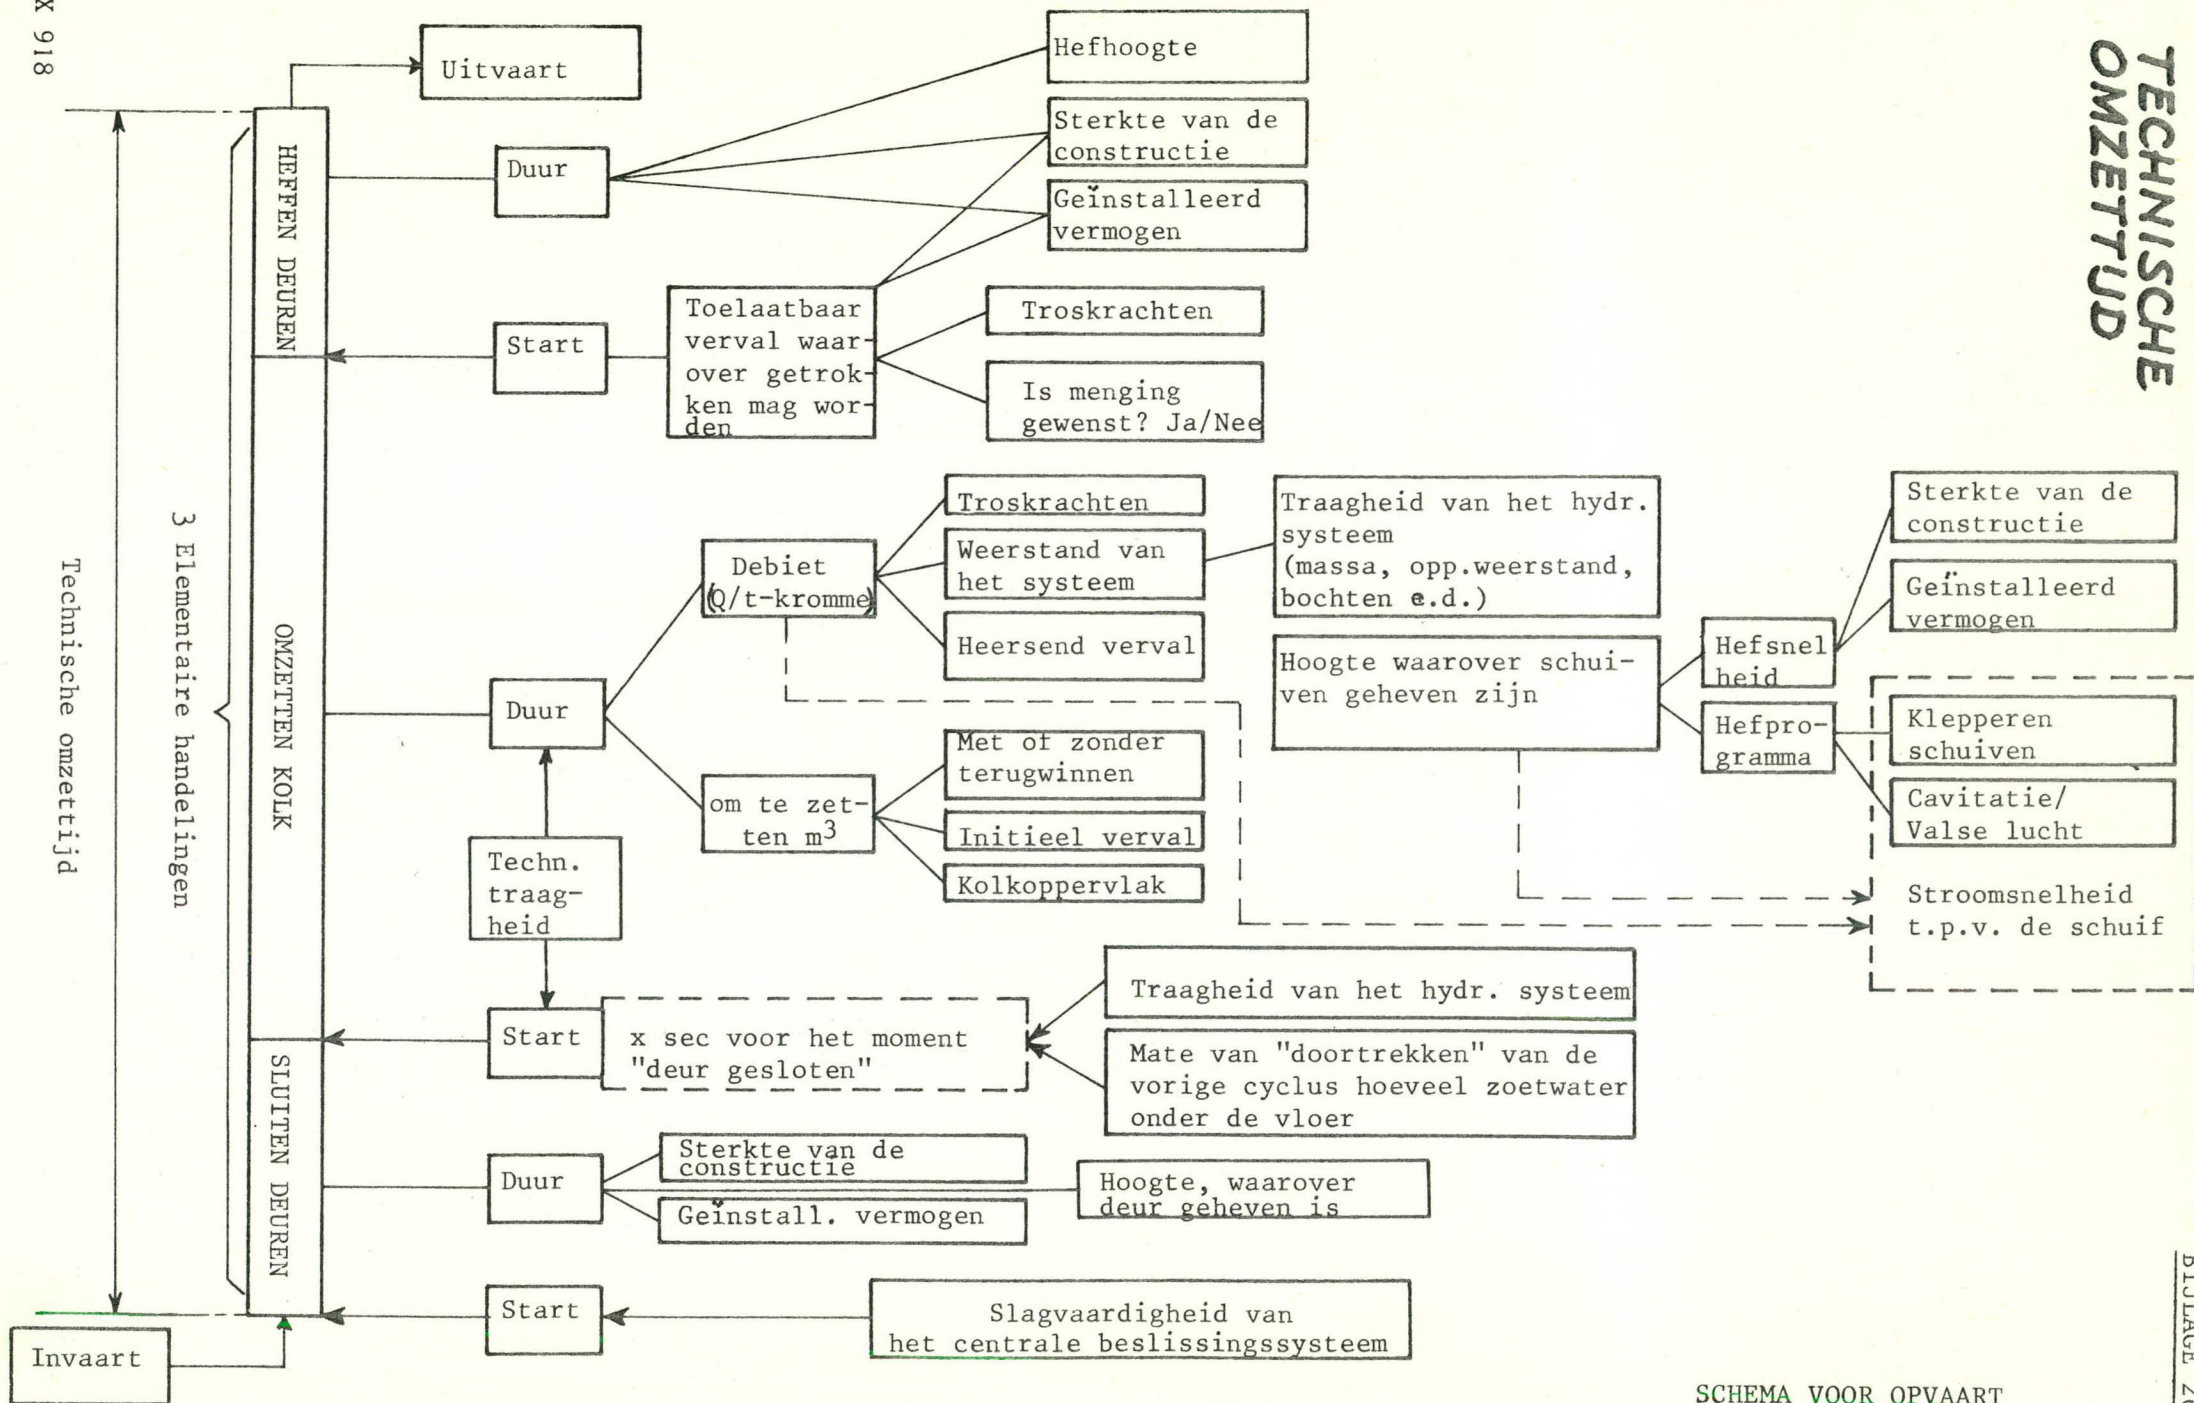 X 918
TECHNISCHE
OMZETTIJD
Uitvaart
Hefhoogte
Sterkte van de
constructie
Geïnstalleerd
vermogen
Duur
HEFFEN DEUREN
Start
Toelaatbaar
verval waar-
over getrok-
ken mag wor-
den
Troskrachten
Is menging
gewenst? Ja/Nee
Technische omzettijd
3 Elementaire handelingen
OMZETTEN KOLK
Duur
Debiet
(Q/t-kromme)
Troskrachten
Weerstand van
het systeem
Heersend verval
Traagheid van het hydr.
systeem
(massa, opp.weerstand,
bochten e.d.)
Hoogte waarover schui-
ven geheven zijn
Hefsnel
heid
Hefpro-
gramma
Sterkte van de
constructie
Geïnstalleerd
vermogen
Klepperen
schuiven
Cavitatie/
Valse lucht
Stroomsnelheid
t.p.v. de schuif
om te zet-
ten m3
Met of zonder
terugwinnen
Initieel verval
Kolkoppervlak
Techn.
traag-
heid
Start
x sec voor het moment
"deur gesloten"
Traagheid van het hydr. systeem
Mate van "doortrekken" van de
vorige cyclus hoeveel zoetwater
onder de vloer
SLUITEN DEUREN
Duur
Sterkte van de
constructie
Geïnstall. vermogen
Hoogte, waarover
deur geheven is
Start
Slagvaardigheid van
het centrale beslissingssysteem
Invaart
SCHEMA VOOR OPVAART
BIJLAGE